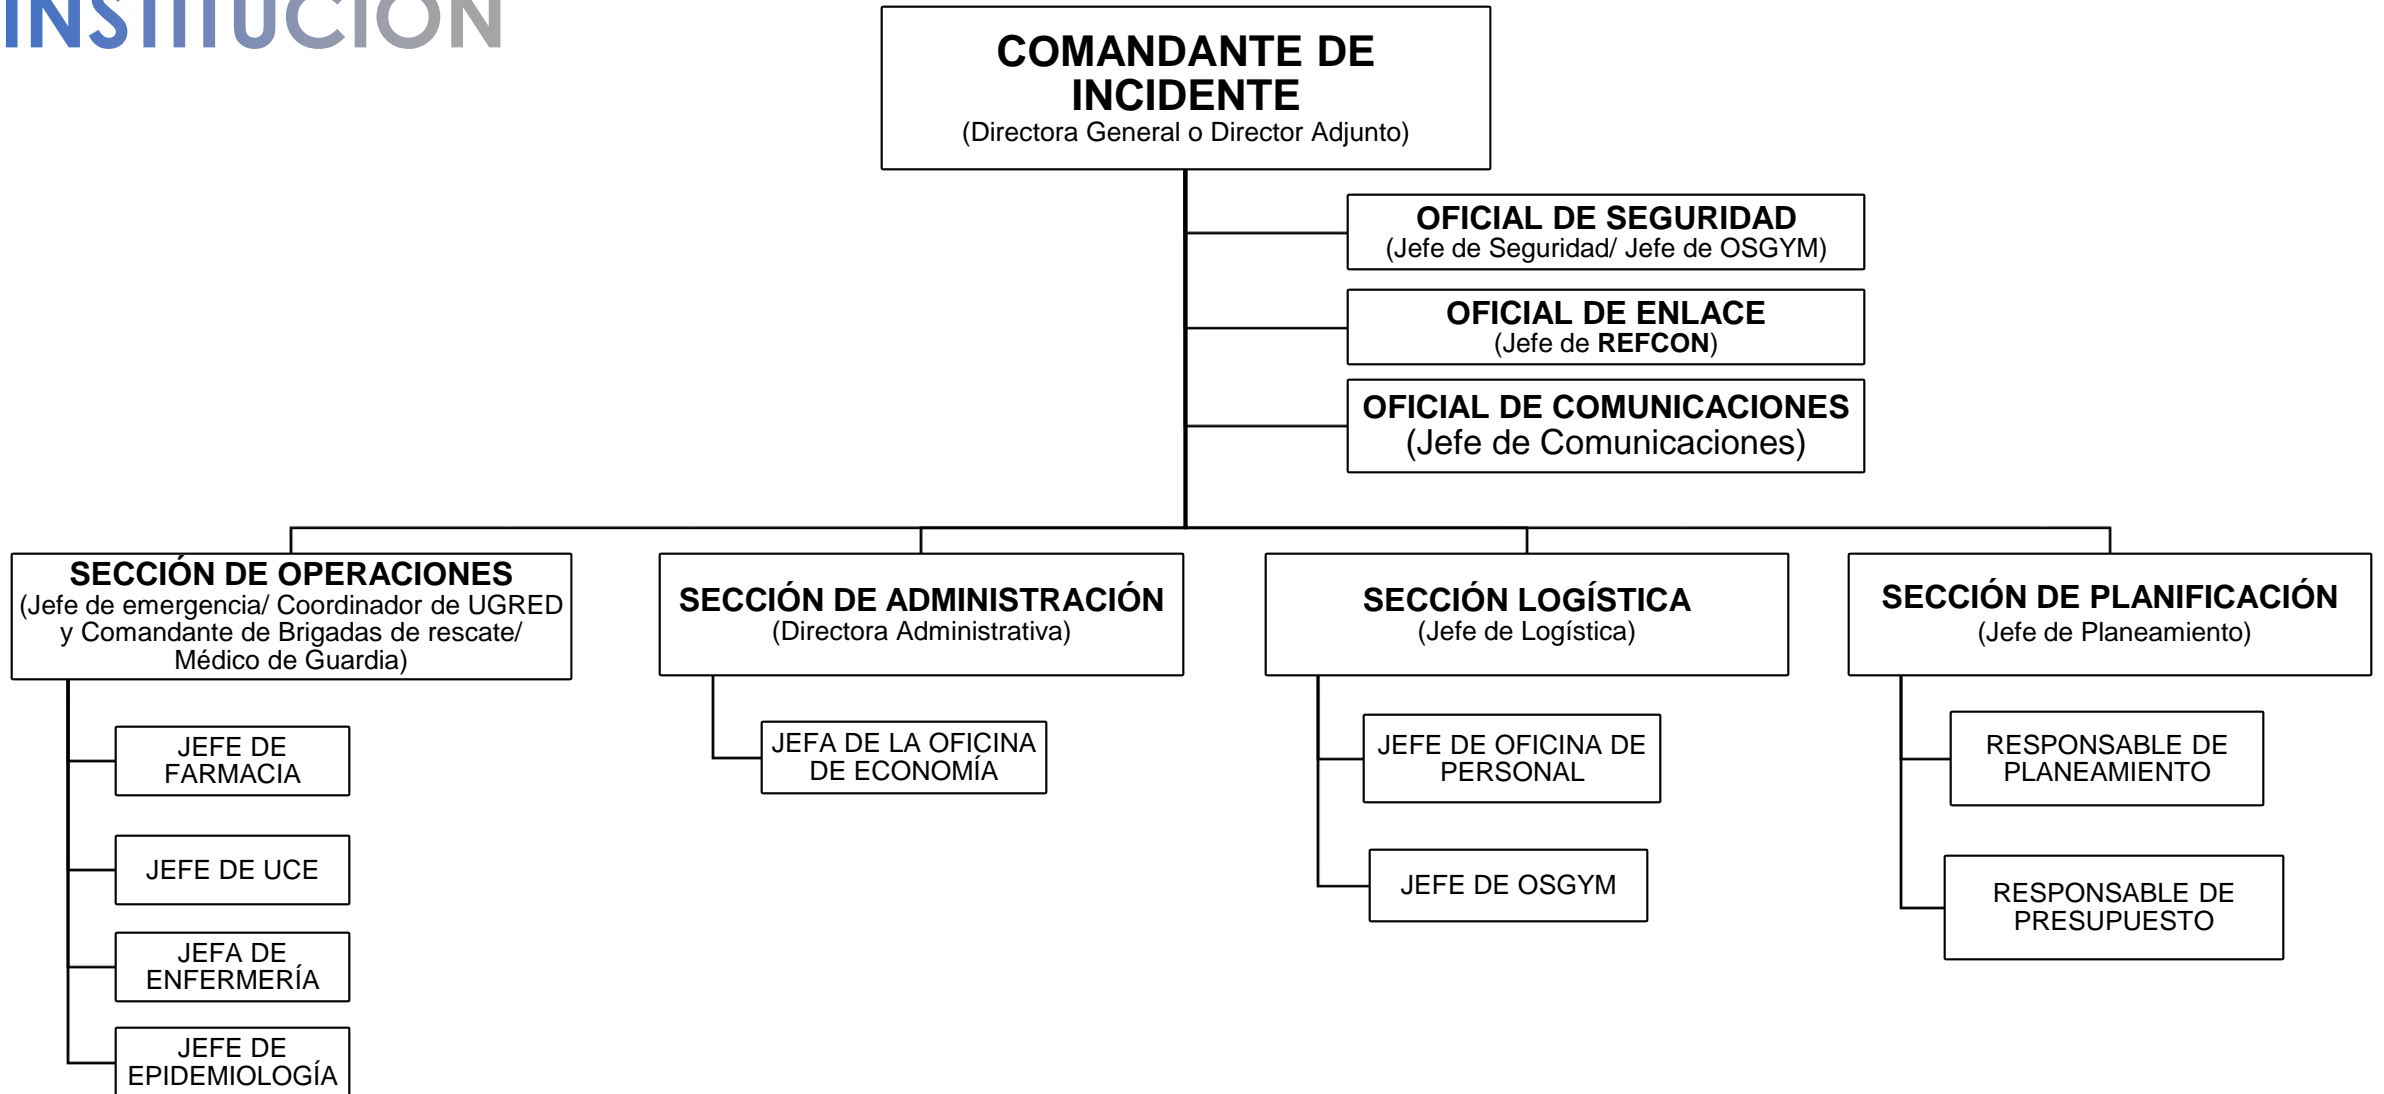 INSTITUCIÓN
COMANDANTE DE
INCIDENTE
(Directora General o Director Adjunto)
OFICIAL DE SEGURIDAD
(Jefe de Seguridad/ Jefe de OSGYM)
OFICIAL DE ENLACE
(Jefe de REFCON)
OFICIAL DE COMUNICACIONES
(Jefe de Comunicaciones)
SECCIÓN DE OPERACIONES
(Jefe de emergencia/ Coordinador de UGRED
y Comandante de Brigadas de rescate/
Médico de Guardia)
JEFE DE
FARMACIA
JEFE DE UCE
JEFA DE
ENFERMERÍA
JEFE DE
EPIDEMIOLOGÍA
SECCIÓN DE ADMINISTRACIÓN
(Directora Administrativa)
JEFA DE LA OFICINA
DE ECONOMÍA
SECCIÓN LOGÍSTICA
(Jefe de Logística)
JEFE DE OFICINA DE
PERSONAL
JEFE DE OSGYM
SECCIÓN DE PLANIFICACIÓN
(Jefe de Planeamiento)
RESPONSABLE DE
PLANEAMIENTO
RESPONSABLE DE
PRESUPUESTO